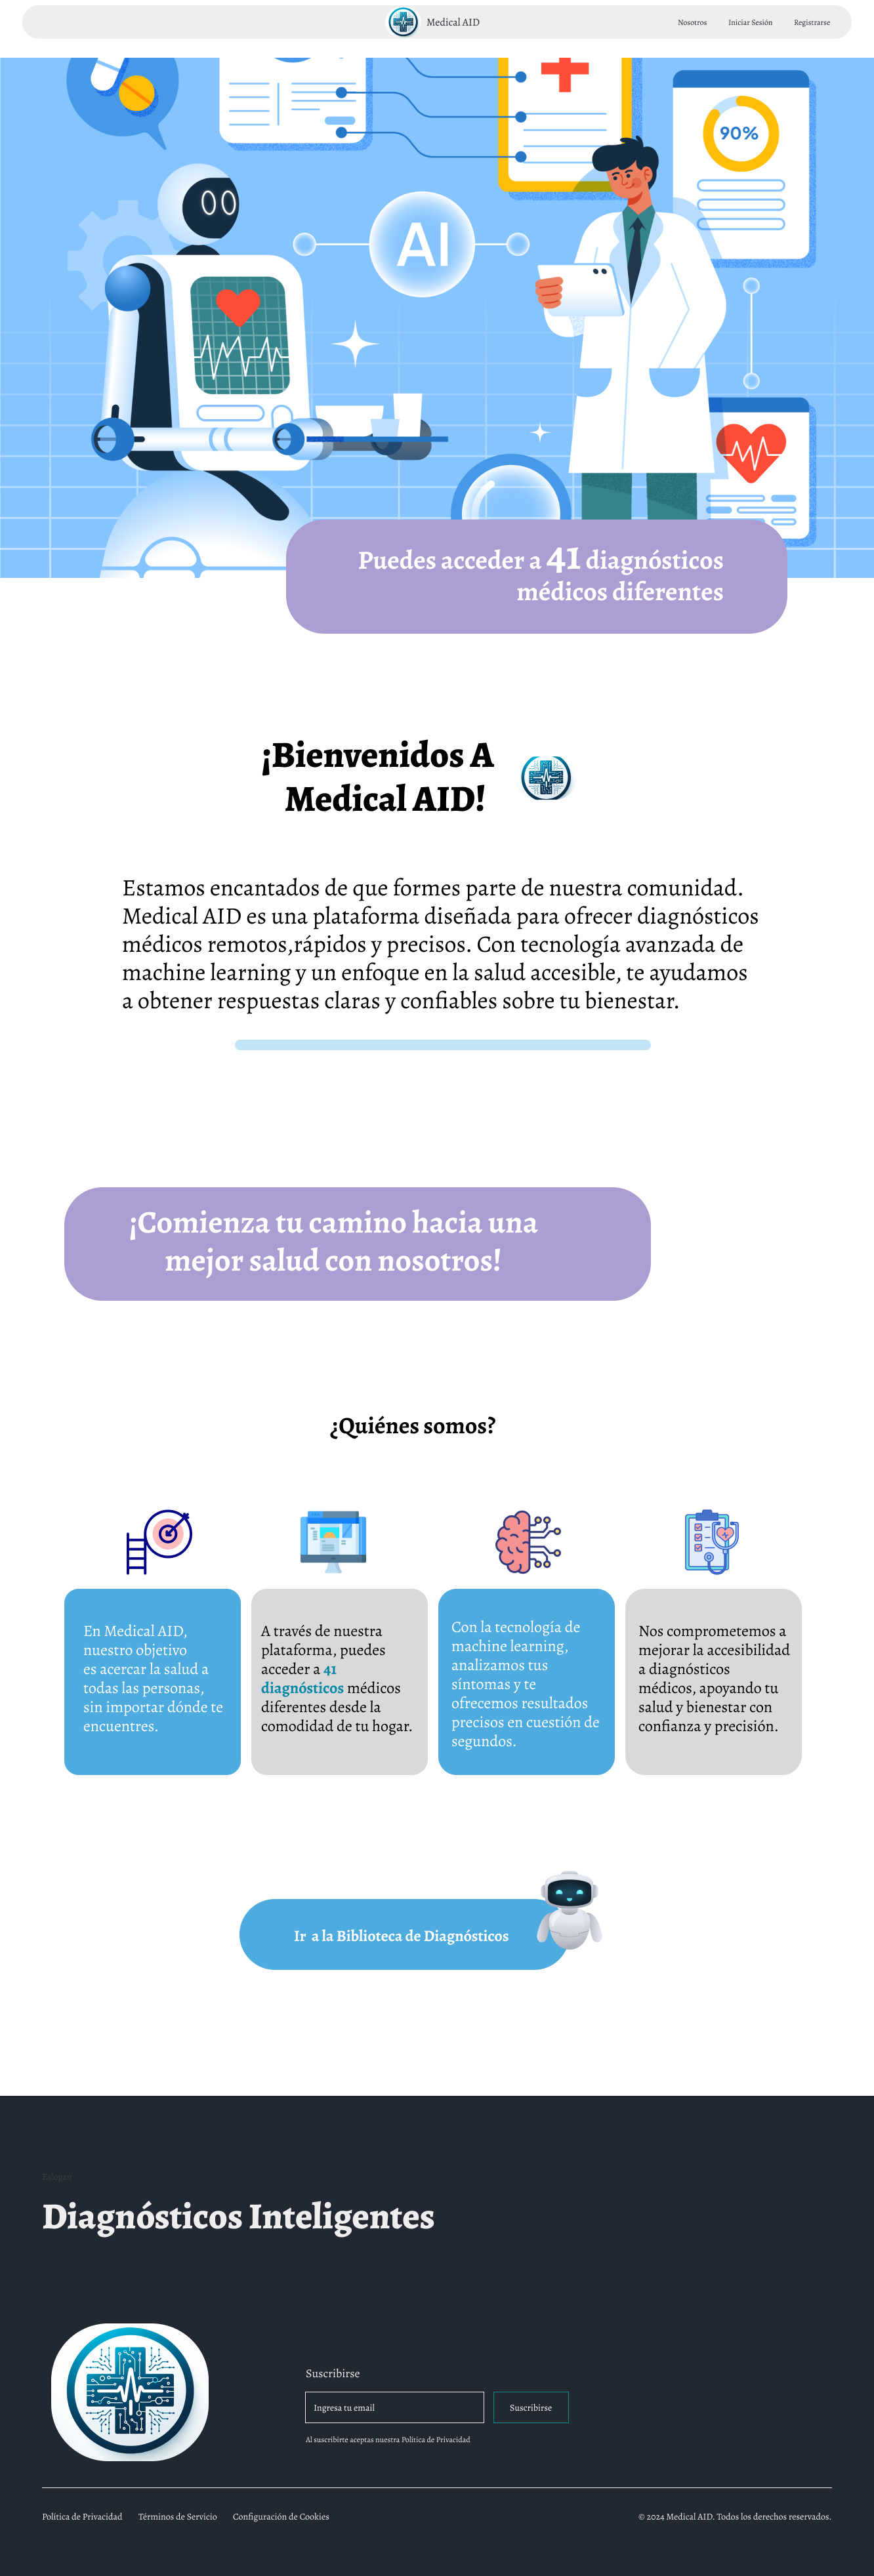 Medical AID
Nosotros
Iniciar Sesión
Registrarse
90%
AI
Puedes acceder a 41 diagnósticos
médicos diferentes
¡Bienvenidos A
Medical AID!
Estamos encantados de que formes parte de nuestra comunidad.
Medical AID es una plataforma diseñada para ofrecer diagnósticos
médicos remotos,rápidos y precisos. Con tecnología avanzada de
machine learning y un enfoque en la salud accesible, te ayudamos
a obtener respuestas claras y confiables sobre tu bienestar.
¡Comienza tu camino hacia una
mejor salud con nosotros!
¿Quiénes somos?
En Medical AID,
nuestro objetivo
es acercar la salud a
todas las personas,
sin importar dónde te
encuentres.
A través de nuestra
plataforma, puedes
acceder a 41
diagnósticos médicos
diferentes desde la
comodidad de tu hogar.
Con la tecnología de
machine learning,
analizamos tus
síntomas y te
ofrecemos resultados
precisos en cuestión de
segundos.
Nos comprometemos a
mejorar la accesibilidad
a diagnósticos
médicos, apoyando tu
salud y bienestar con
confianza y precisión.
Ir a la Biblioteca de Diagnósticos
Eslogan
Diagnósticos Inteligentes
Suscribirse
Ingresa tu email
Suscribirse
Al suscribirte aceptas nuestra Política de Privacidad
Política de Privacidad
Términos de Servicio
Configuración de Cookies
© 2024 Medical AID. Todos los derechos reservados.